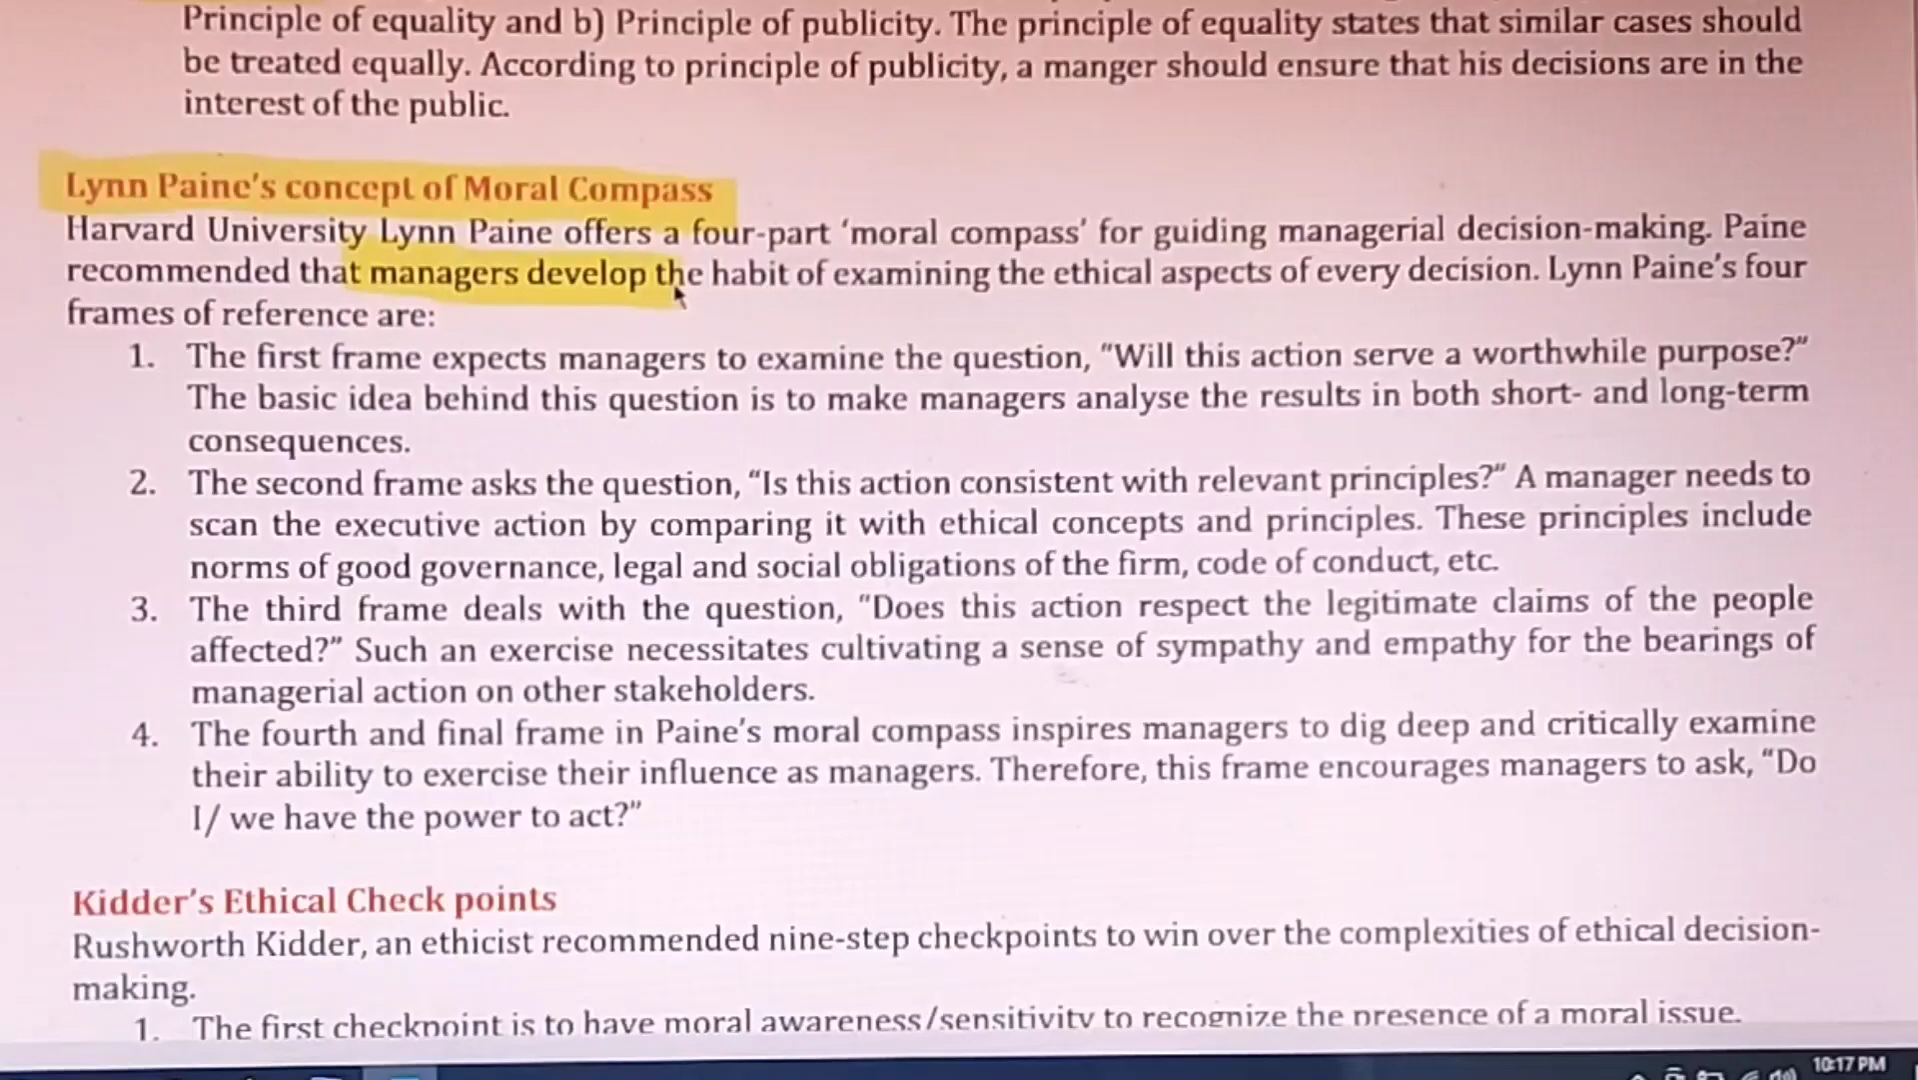 Principle of equality and b) Principle of publicity. The principle of equality states that similar cases should
be treated equally. According to principle of publicity, a manger should ensure that his decisions are in the
interest of the public.
Lynn Paine's concept of Moral Compass
Harvard University Lynn Paine offers a four-part 'moral compass' for guiding managerial decision-making. Paine
recommended that managers develop the habit of examining the ethical aspects of every decision. Lynn Paine's four
frames of reference are:
1. The first frame expects managers to examine the question, "Will this action serve a worthwhile purpose?"
The basic idea behind this question is to make managers analyse the results in both short- and long-term
consequences.
2. The second frame asks the question, "Is this action consistent with relevant principles?" A manager needs to
scan the executive action by comparing it with ethical concepts and principles. These principles include
norms of good governance, legal and social obligations of the firm, code of conduct, etc.
3. The third frame deals with the question, "Does this action respect the legitimate claims of the people
affected?" Such an exercise necessitates cultivating a sense of sympathy and empathy for the bearings of
managerial action on other stakeholders.
4. The fourth and final frame in Paine's moral compass inspires managers to dig deep and critically examine
their ability to exercise their influence as managers. Therefore, this frame encourages managers to ask, "Do
I/ we have the power to act?"
Kidder's Ethical Check points
Rushworth Kidder, an ethicist recommended nine-step checkpoints to win over the complexities of ethical decision-
making.
1. The first checkpoint is to have moral awareness/sensitivity to recognize the presence of a moral issue.
10:17 PM